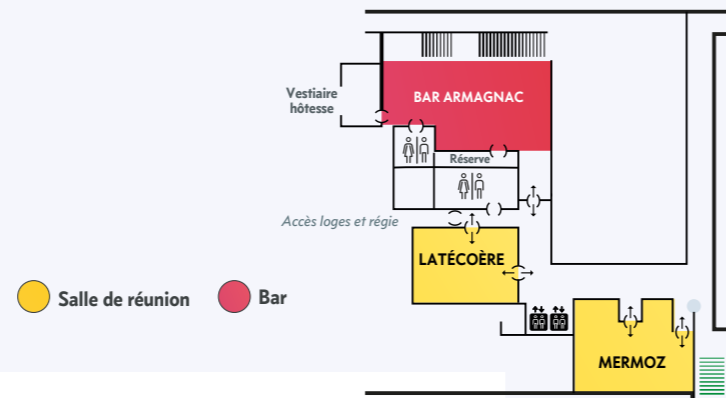 Vestiaire
hôtesse
BAR ARMAGNAC
Réserve
Accès loges et régie
LATÉCOÈRE
Salle de réunion
Bar
MERMOZ